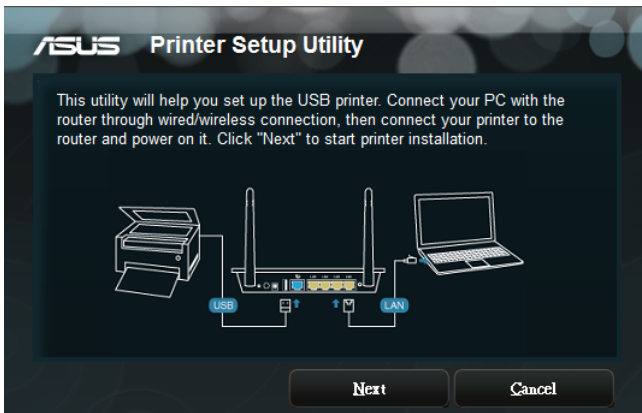 ASUS Printer Setup Utility
This utility will help you set up the USB printer. Connect your PC with the
router through wired/wireless connection, then connect your printer to the
router and power on it. Click "Next" to start printer installation.
USB
LAN
Next
Cancel